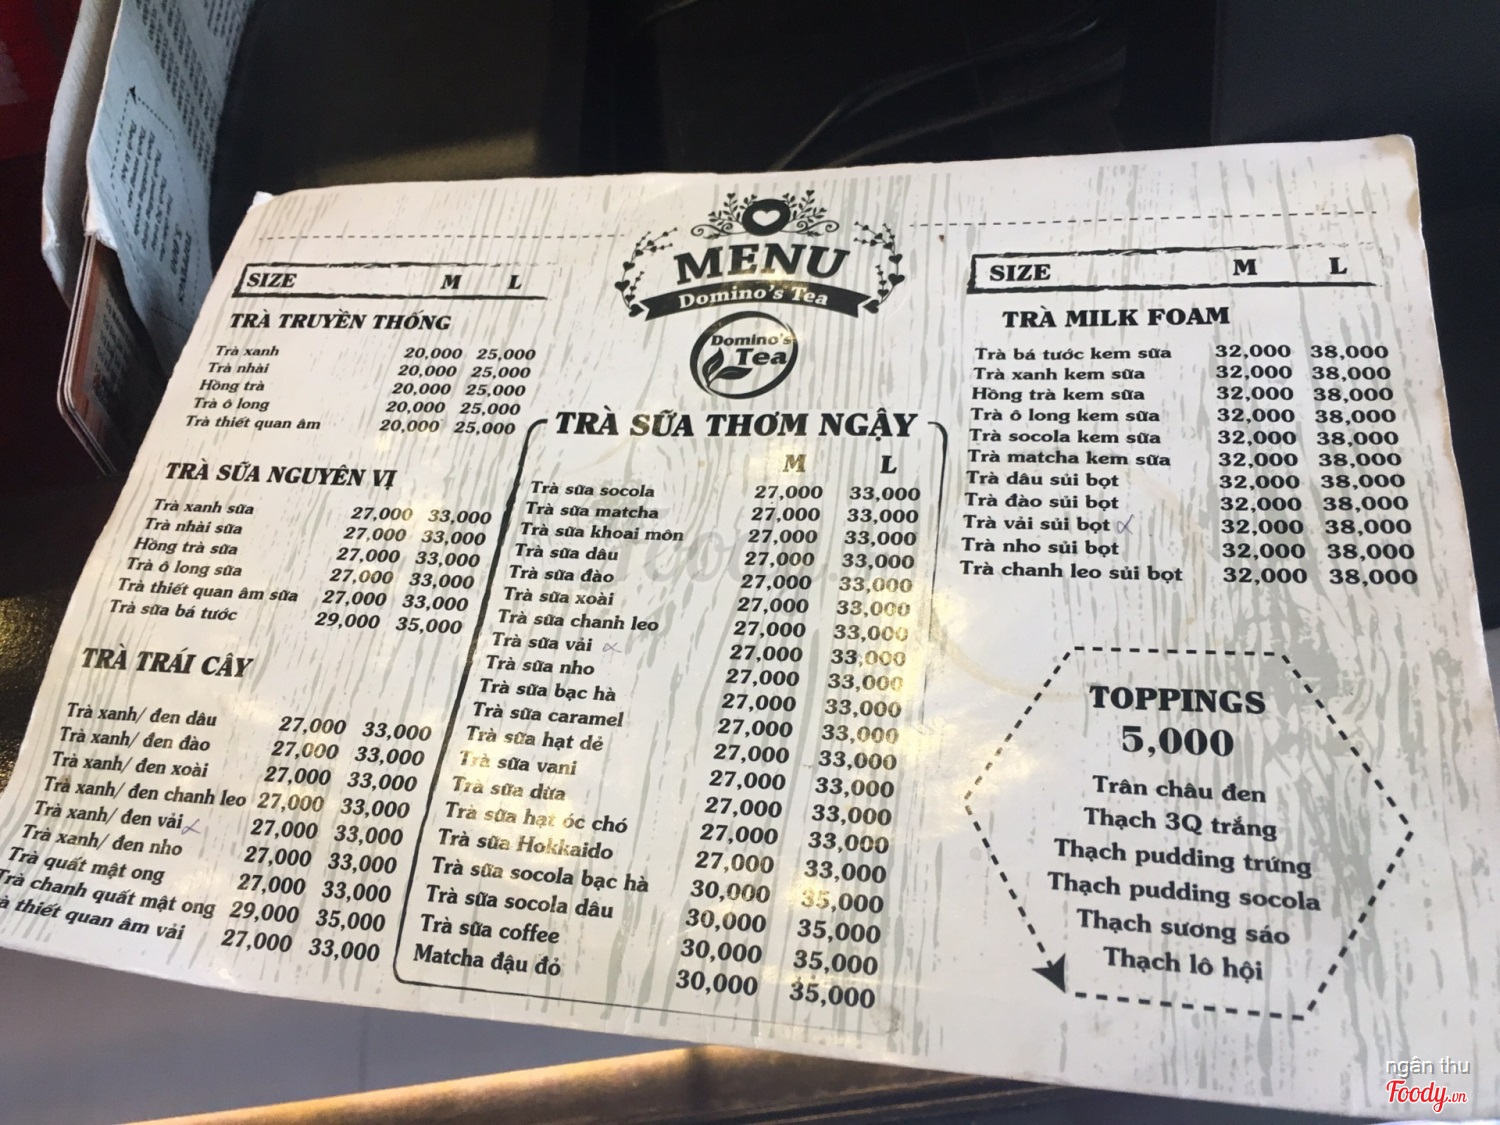 MENU
Domino's Tea
Domino's
Tea
SIZE M L
TRÀ TRUYỀN THỐNG
Trà xanh 20,000 25,000
Trà nhài 20,000 25,000
Hồng trà 20,000 25,000
Trà ô long 20,000 25,000
Trà thiết quan âm 20,000 25,000
TRÀ SỮA NGUYÊN VỊ
Trà xanh sữa 27,000 33,000
Trà nhài sữa 27,000 33,000
Hồng trà sữa 27,000 33,000
Trà ô long sữa 27,000 33,000
Trà thiết quan âm sữa 27,000 33,000
Trà sữa bá tước 29,000 35,000
TRÀ TRÁI CÂY
Trà xanh/ đen dâu 27,000 33,000
Trà xanh/ đen đào 27,000 33,000
Trà xanh/ đen xoài 27,000 33,000
Trà xanh/ đen chanh leo 27,000 33,000
Trà xanh/ đen vải 27,000 33,000
Trà xanh/ đen nho 27,000 33,000
Trà quất mật ong 27,000 33,000
Trà chanh quất mật ong 29,000 35,000
thiết quan âm vải 27,000 33,000
TRÀ SỮA THƠM NGẬY
M L
Trà sữa socola 27,000 33,000
Trà sữa matcha 27,000 33,000
Trà sữa khoai môn 27,000 33,000
Trà sữa dâu 27,000 33,000
Trà sữa đào 27,000 33,000
Trà sữa xoài 27,000 33,000
Trà sữa chanh leo 27,000 33,000
Trà sữa vải 27,000 33,000
Trà sữa nho 27,000 33,000
Trà sữa bạc hà 27,000 33,000
Trà sữa caramel 27,000 33,000
Trà sữa hạt dẻ 27,000 33,000
Trà sữa vani 27,000 33,000
Trà sữa dừa 27,000 33,000
Trà sữa hạt óc chó 27,000 33,000
Trà sữa Hokkaido 27,000 33,000
Trà sữa socola bạc hà 30,000 35,000
Trà sữa socola dâu 30,000 35,000
Trà sữa coffee 30,000 35,000
Matcha đậu đỏ 30,000 35,000
SIZE M L
TRÀ MILK FOAM
Trà bá tước kem sữa 32,000 38,000
Trà xanh kem sữa 32,000 38,000
Hồng trà kem sữa 32,000 38,000
Trà ô long kem sữa 32,000 38,000
Trà socola kem sữa 32,000 38,000
Trà matcha kem sữa 32,000 38,000
Trà dâu sủi bọt 32,000 38,000
Trà đào sủi bọt 32,000 38,000
Trà vải sủi bọt 32,000 38,000
Trà nho sủi bọt 32,000 38,000
Trà chanh leo sủi bọt 32,000 38,000
TOPPINGS
5,000
Trân châu đen
Thạch 3Q trắng
Thạch pudding trứng
Thạch pudding socola
Thạch sương sáo
Thạch lô hội
ngân thu
Foody.vn